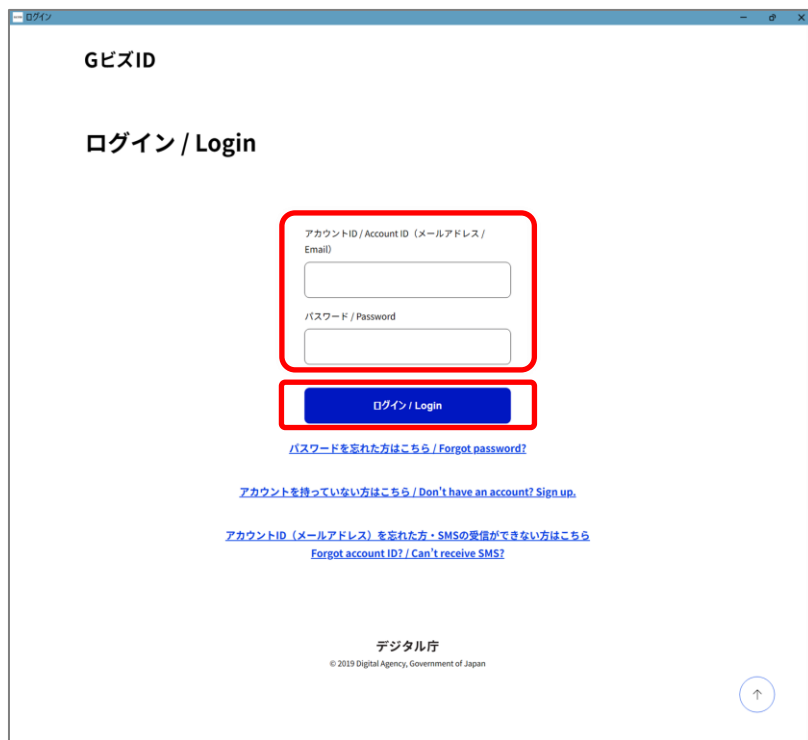 ログイン
GビズID
ログイン / Login
アカウントID / Account ID（メールアドレス /
Email）
パスワード / Password
ログイン / Login
パスワードを忘れた方はこちら / Forgot password?
アカウントを持っていない方はこちら / Don't have an account? Sign up.
アカウントID（メールアドレス）を忘れた方・SMSの受信ができない方はこちら
Forgot account ID? / Can't receive SMS?
デジタル庁
© 2019 Digital Agency, Government of Japan